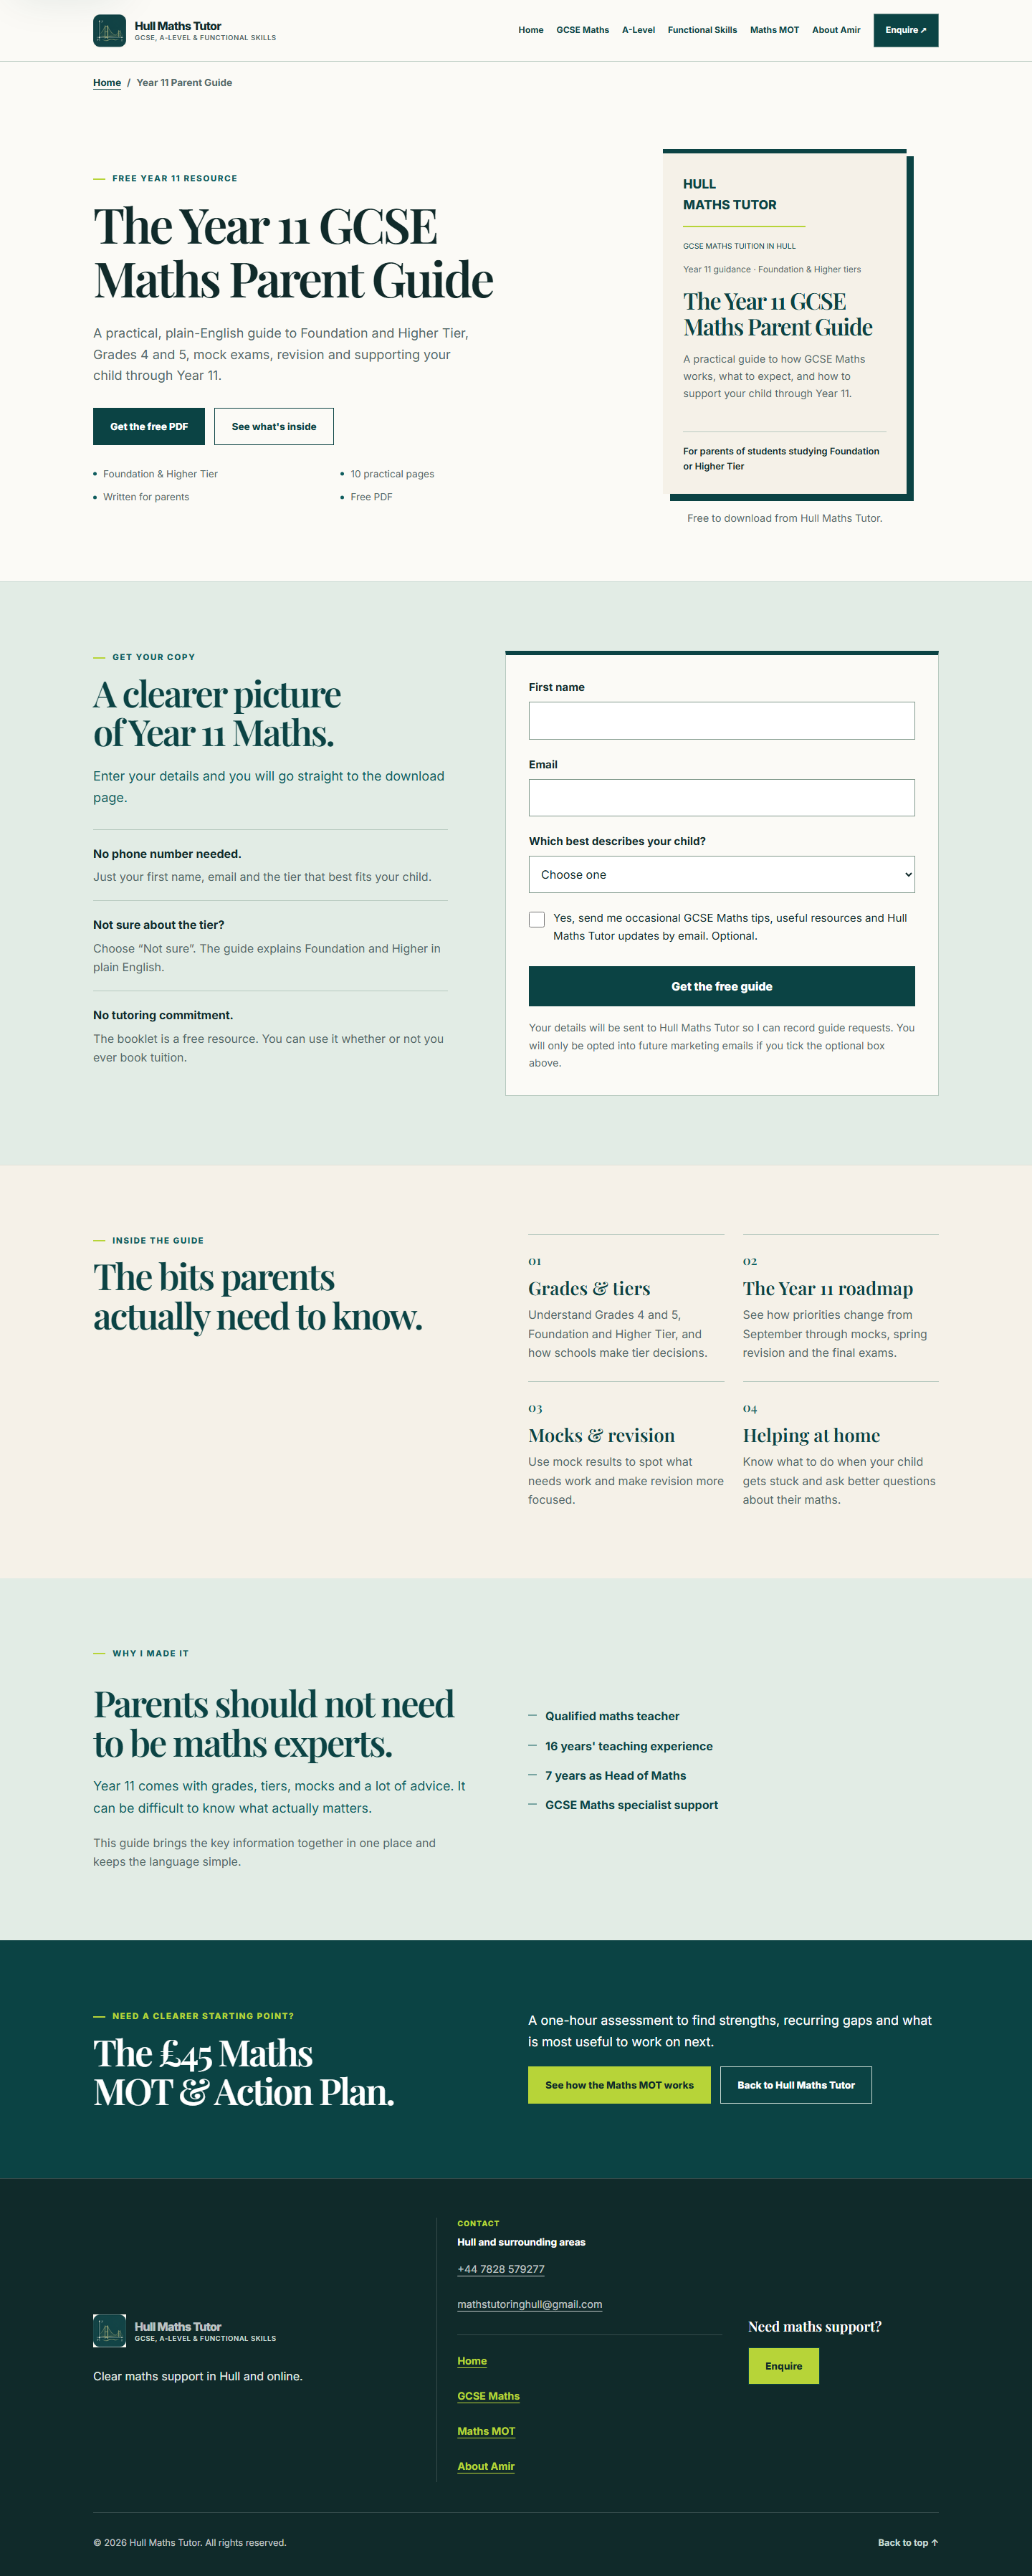 Hull Maths Tutor
GCSE, A-LEVEL & FUNCTIONAL SKILLS
Home GCSE Maths A-Level Functional Skills Maths MOT About Amir Enquire ↗
Home / Year 11 Parent Guide
FREE YEAR 11 RESOURCE
The Year 11 GCSE
Maths Parent Guide
A practical, plain-English guide to Foundation and Higher Tier,
Grades 4 and 5, mock exams, revision and supporting your
child through Year 11.
Get the free PDF
See what's inside
Foundation & Higher Tier
10 practical pages
Written for parents
Free PDF
HULL
MATHS TUTOR
GCSE MATHS TUITION IN HULL
Year 11 guidance · Foundation & Higher tiers
The Year 11 GCSE
Maths Parent Guide
A practical guide to how GCSE Maths
works, what to expect, and how to
support your child through Year 11.
For parents of students studying Foundation
or Higher Tier
Free to download from Hull Maths Tutor.
GET YOUR COPY
A clearer picture
of Year 11 Maths.
Enter your details and you will go straight to the download
page.
No phone number needed.
Just your first name, email and the tier that best fits your child.
Not sure about the tier?
Choose “Not sure”. The guide explains Foundation and Higher in
plain English.
No tutoring commitment.
The booklet is a free resource. You can use it whether or not you
ever book tuition.
First name
Email
Which best describes your child?
Choose one
Yes, send me occasional GCSE Maths tips, useful resources and Hull
Maths Tutor updates by email. Optional.
Get the free guide
Your details will be sent to Hull Maths Tutor so I can record guide requests. You
will only be opted into future marketing emails if you tick the optional box
above.
INSIDE THE GUIDE
The bits parents
actually need to know.
01
Grades & tiers
Understand Grades 4 and 5,
Foundation and Higher Tier, and
how schools make tier decisions.
02
The Year 11 roadmap
See how priorities change from
September through mocks, spring
revision and the final exams.
03
Mocks & revision
Use mock results to spot what
needs work and make revision more
focused.
04
Helping at home
Know what to do when your child
gets stuck and ask better questions
about their maths.
WHY I MADE IT
Parents should not need
to be maths experts.
Year 11 comes with grades, tiers, mocks and a lot of advice. It
can be difficult to know what actually matters.
This guide brings the key information together in one place and
keeps the language simple.
Qualified maths teacher
16 years' teaching experience
7 years as Head of Maths
GCSE Maths specialist support
NEED A CLEARER STARTING POINT?
The £45 Maths
MOT & Action Plan.
A one-hour assessment to find strengths, recurring gaps and what
is most useful to work on next.
See how the Maths MOT works
Back to Hull Maths Tutor
Hull Maths Tutor
GCSE, A-LEVEL & FUNCTIONAL SKILLS
Clear maths support in Hull and online.
CONTACT
Hull and surrounding areas
+44 7828 579277
mathstutoringhull@gmail.com
Home
GCSE Maths
Maths MOT
About Amir
Need maths support?
Enquire
© 2026 Hull Maths Tutor. All rights reserved.
Back to top ↑